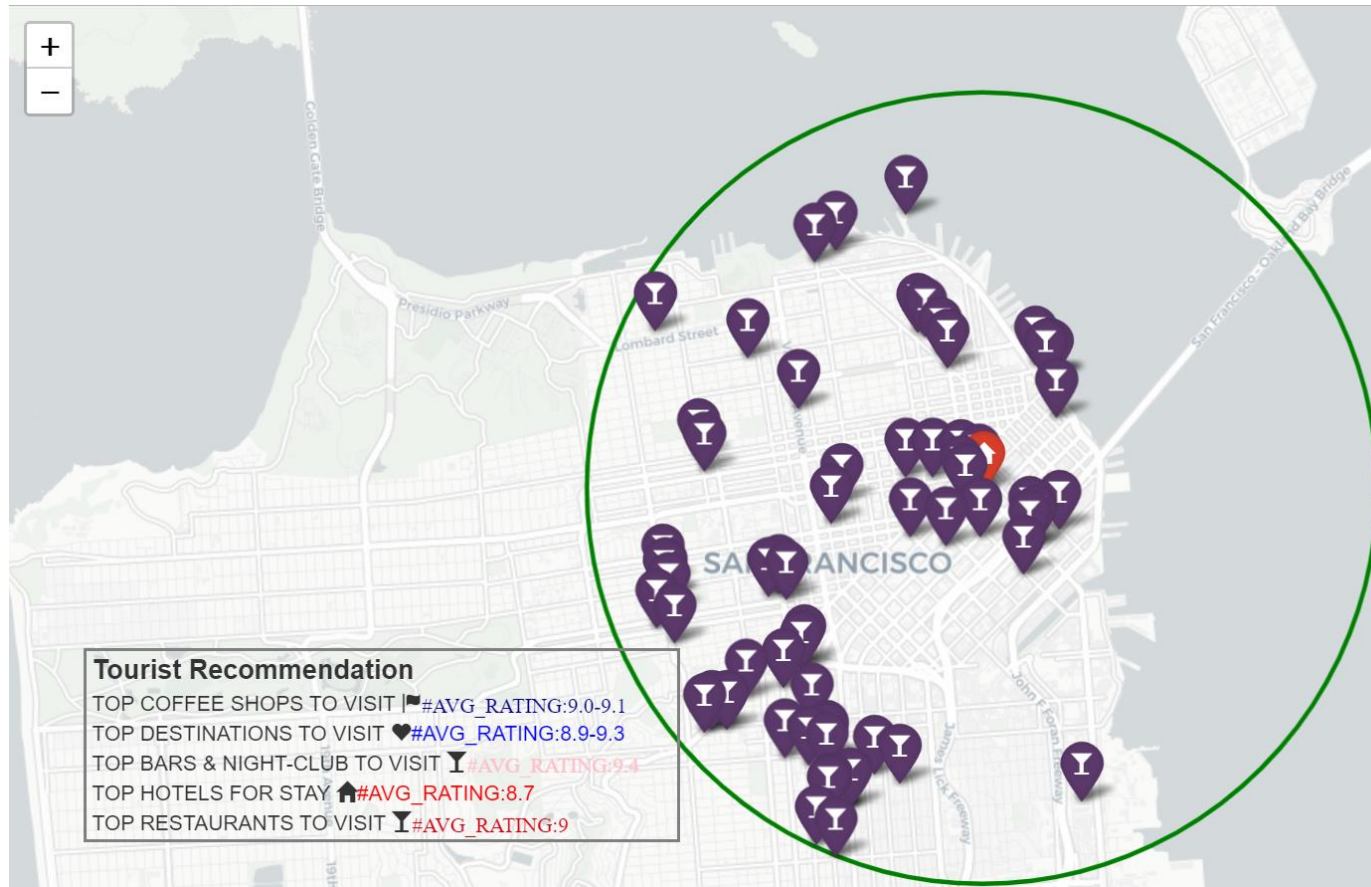 +
−
Golden Gate Bridge
San Francisco - Oakland Bay Bridge
Presidio Parkway
Lombard Street
SAN FRANCISCO
John F Foran Freeway
James Lick Freeway
Tourist Recommendation
TOP COFFEE SHOPS TO VISIT #AVG_RATING:9.0-9.1
TOP DESTINATIONS TO VISIT #AVG_RATING:8.9-9.3
TOP BARS & NIGHT-CLUB TO VISIT #AVG_RATING:9.4
TOP HOTELS FOR STAY #AVG_RATING:8.7
TOP RESTAURANTS TO VISIT #AVG_RATING:9